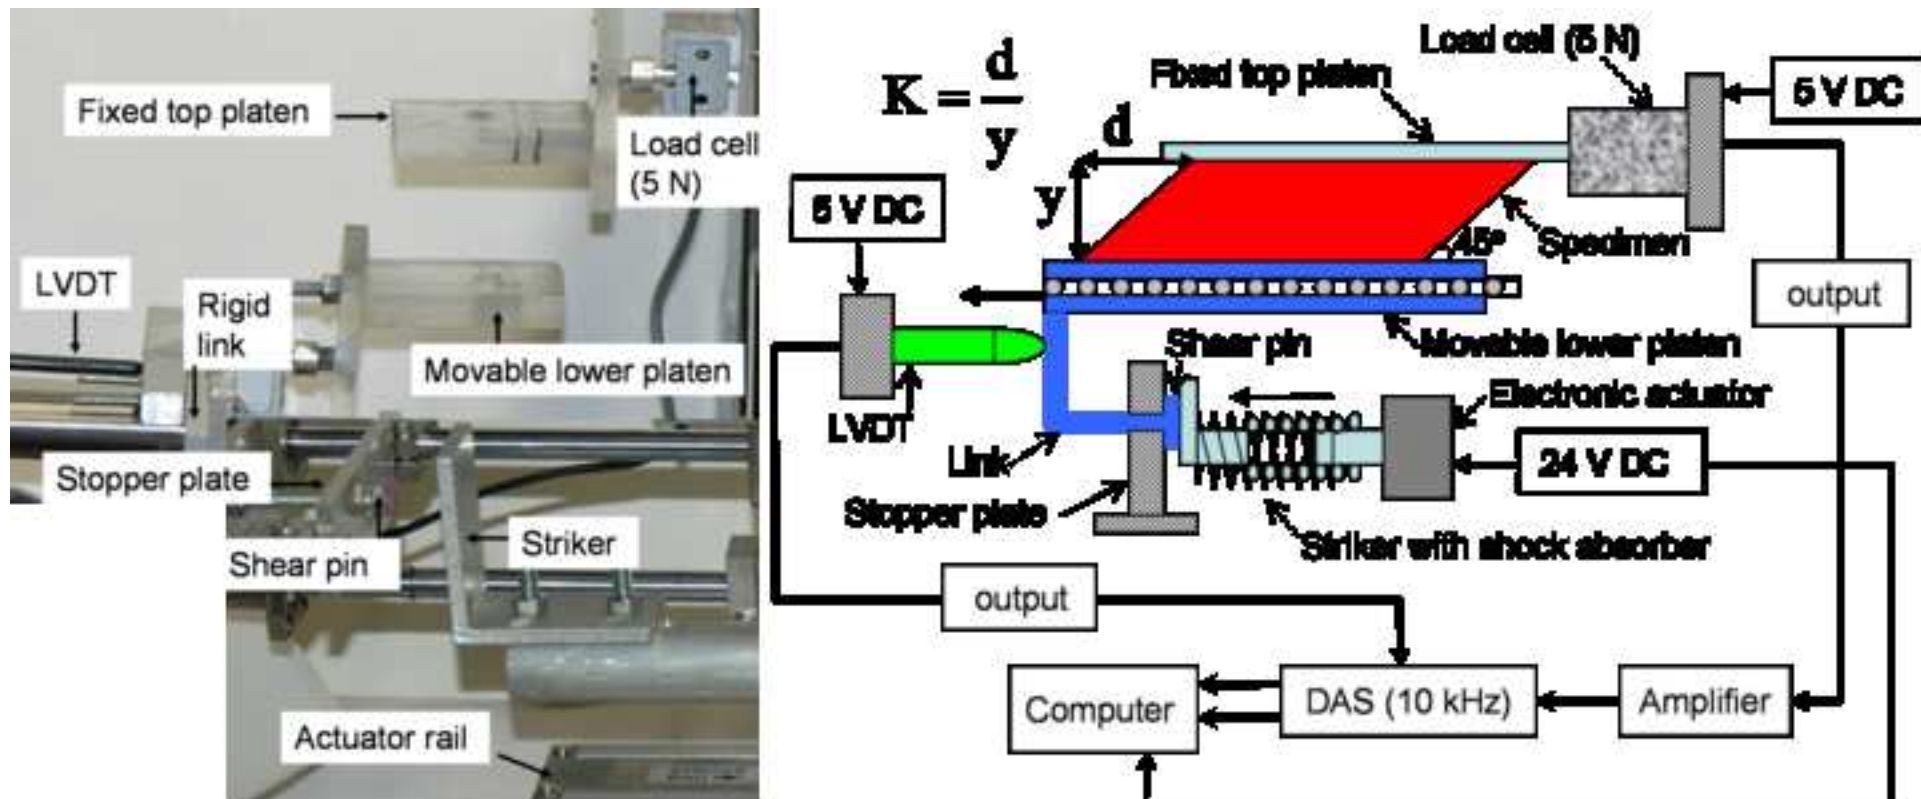 Fixed top platen
Load cell
(5 N)
LVDT
Rigid
link
Movable lower platen
Stopper plate
Shear pin
Striker
Actuator rail
K = d
y
d
y
Load cell (5 N)
Fixed top platen
5 V DC
5 V DC
45°
Specimen
output
Shear pin
Movable lower platen
LVDT
Electronic actuator
Link
24 V DC
Stopper plate
Striker with shock absorber
output
Computer
DAS (10 kHz)
Amplifier